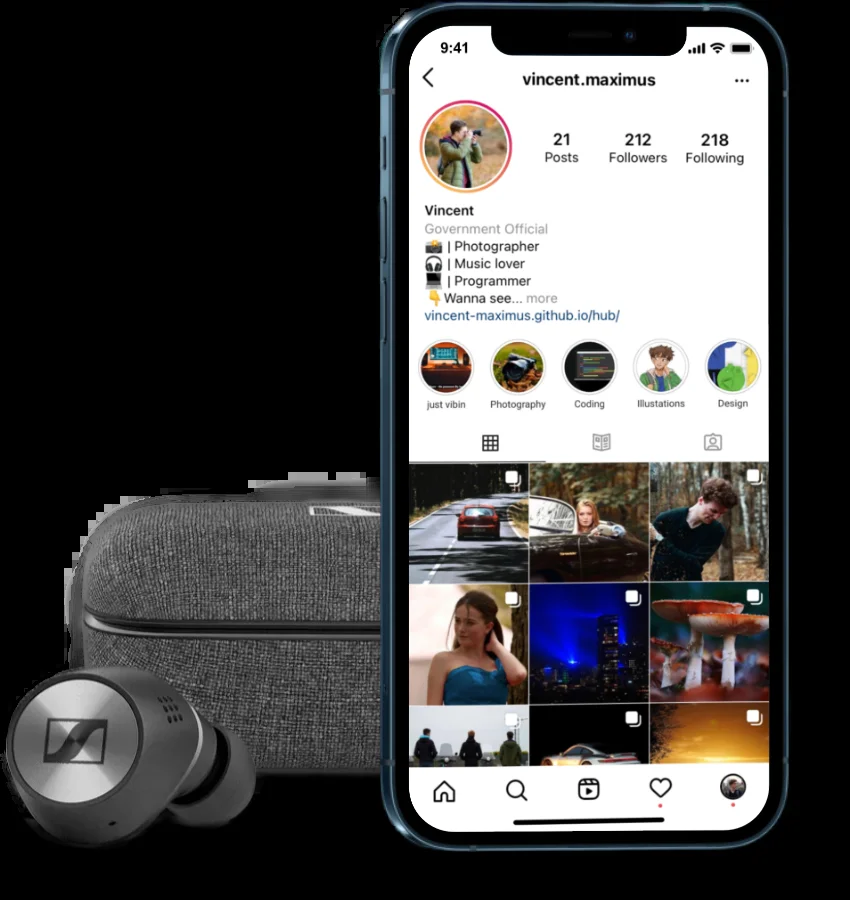 9:41
vincent.maximus
21
212
218
Posts
Followers
Following
Vincent
Government Official
📸 | Photographer
🎧 | Music lover
💻 | Programmer
👇Wanna see... more
vincent-maximus.github.io/hub/
just vibin
Photography
Coding
Illustations
Design